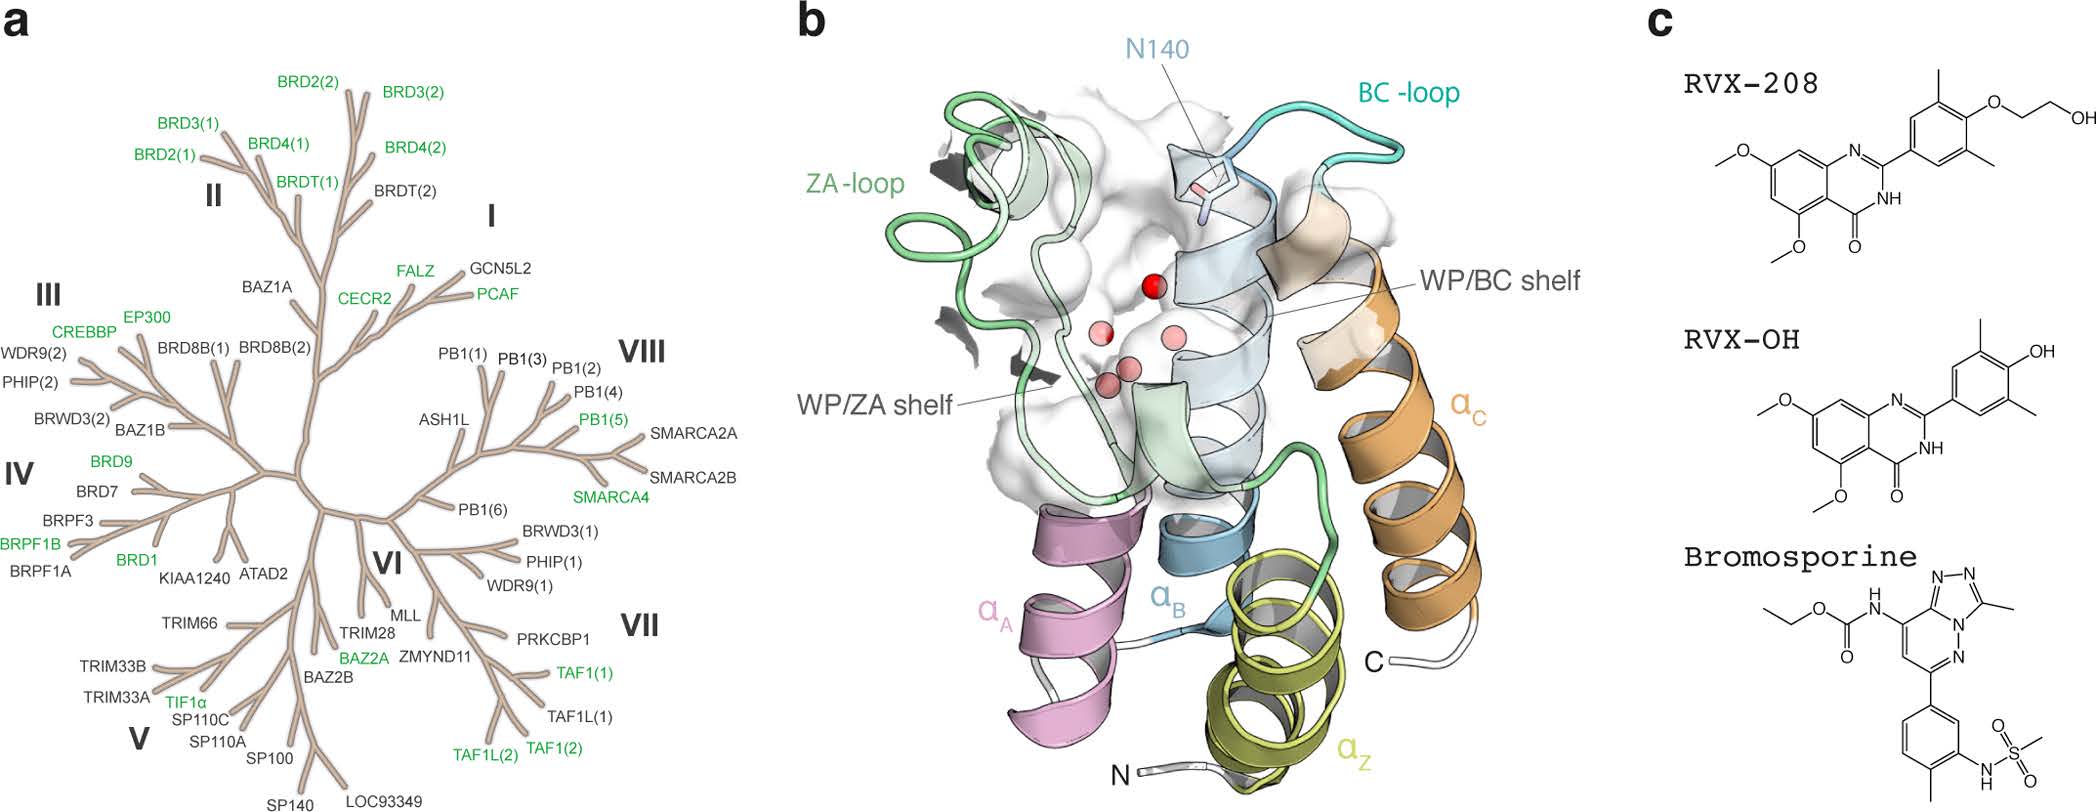 a
BRD2(2)
BRD3(2)
BRD3(1)
BRD4(1)
BRD4(2)
BRD2(1)
BRDT(1)
BRDT(2)
II
I
FALZ
GCN5L2
BAZ1A
CECR2
PCAF
III
EP300
CREBBP
WDR9(2)
BRD8B(1)
BRD8B(2)
PHIP(2)
BRWD3(2)
BAZ1B
VIII
PB1(1)
PB1(3)
PB1(2)
PB1(4)
ASH1L
PB1(5)
SMARCA2A
SMARCA2B
SMARCA4
PB1(6)
IV
BRD9
BRD7
BRPF3
BRPF1B
BRPF1A
BRD1
KIAA1240
ATAD2
BRWD3(1)
PHIP(1)
WDR9(1)
VI
MLL
TRIM28
TRIM66
BAZ2A
ZMYND11
PRKCBP1
VII
TRIM33B
TRIM33A
TIF1α
BAZ2B
TAF1(1)
SP110C
TAF1L(1)
SP110A
V
SP100
TAF1L(2)
TAF1(2)
SP140
LOC93349
b
N140
BC -loop
ZA -loop
WP/BC shelf
WP/ZA shelf
αC
αB
αA
C
αZ
N
c
RVX-208
O
OH
O
N
NH
O
O
RVX-OH
OH
O
N
NH
O
O
Bromosporine
N
N
H
N
O
N
O
N
O
S
N
H
O